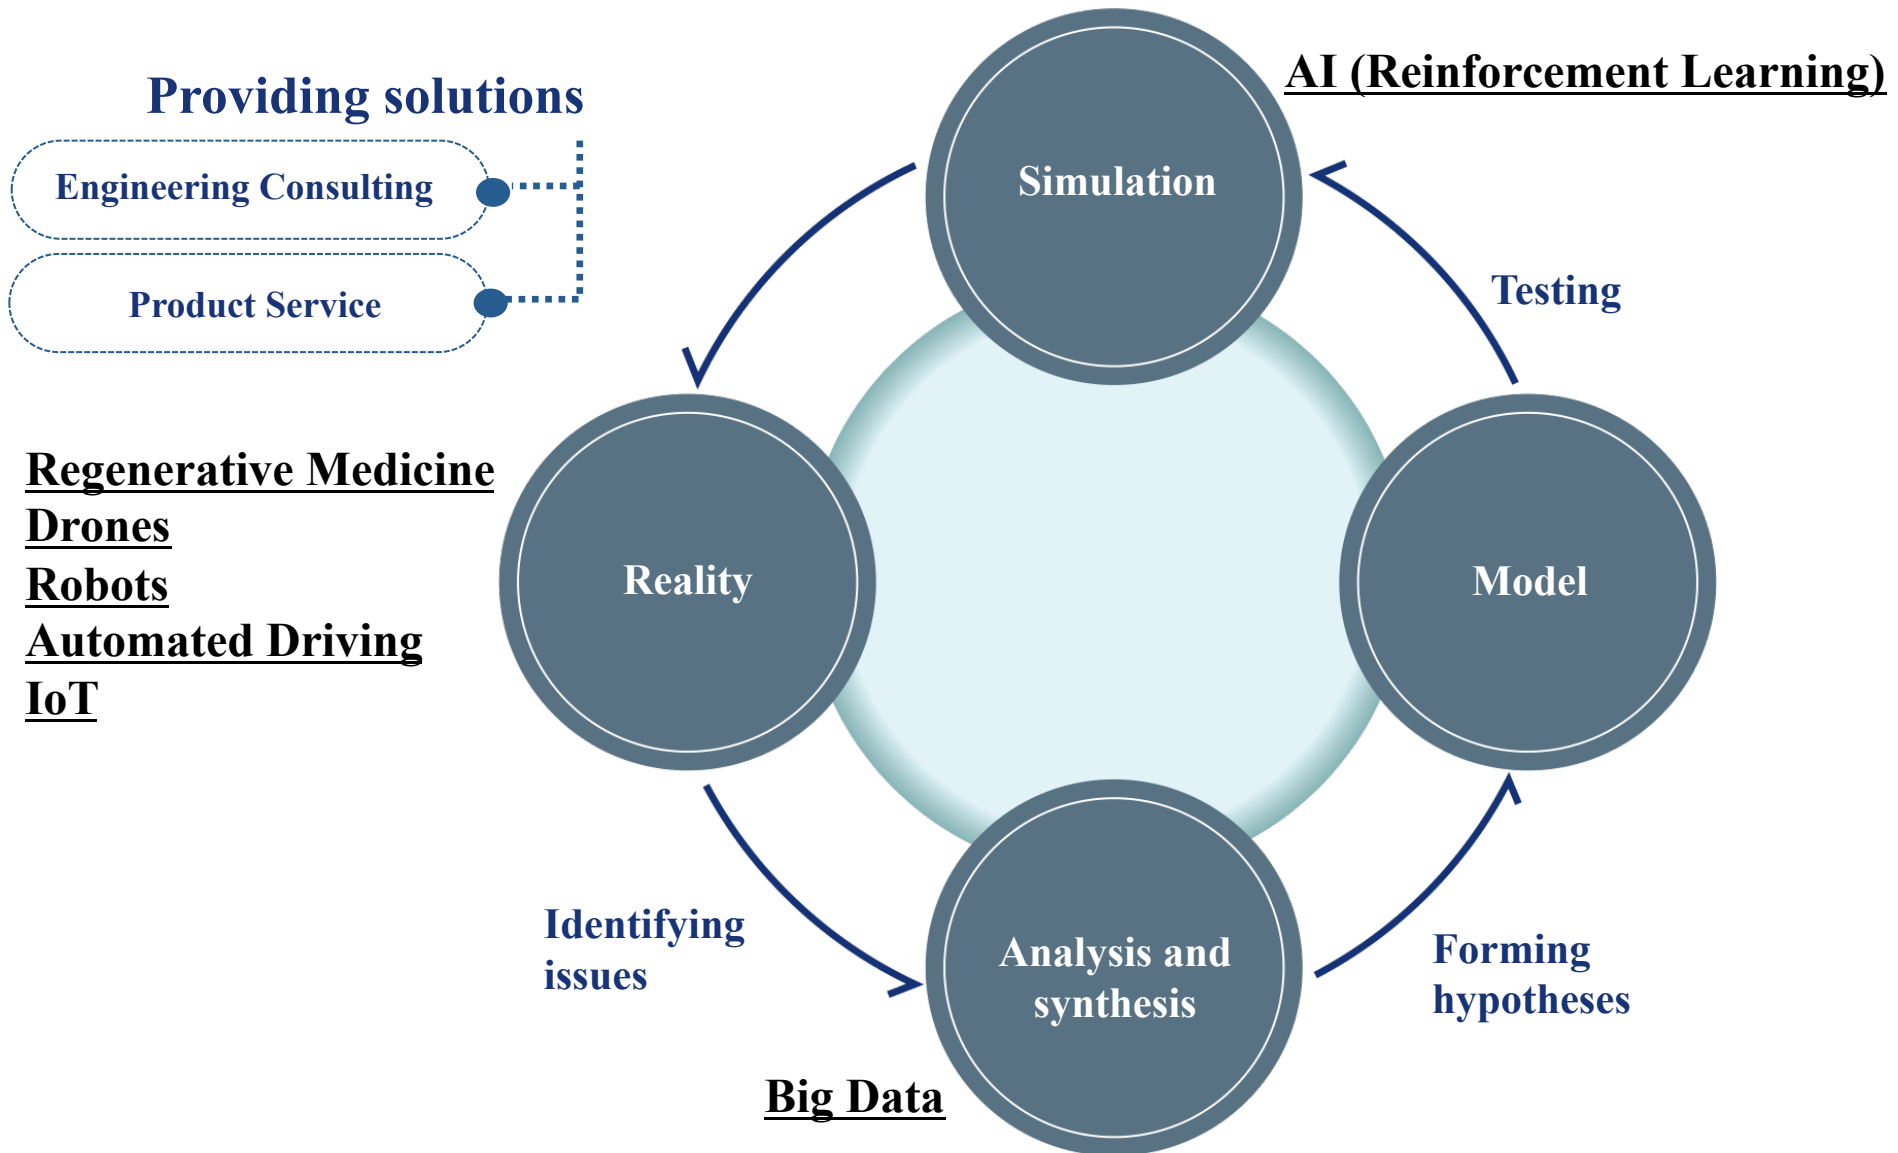 AI (Reinforcement Learning)
Providing solutions
Engineering Consulting
Product Service
Simulation
Testing
Regenerative Medicine
Drones
Robots
Automated Driving
IoT
Reality
Model
Identifying
issues
Analysis and
synthesis
Forming
hypotheses
Big Data